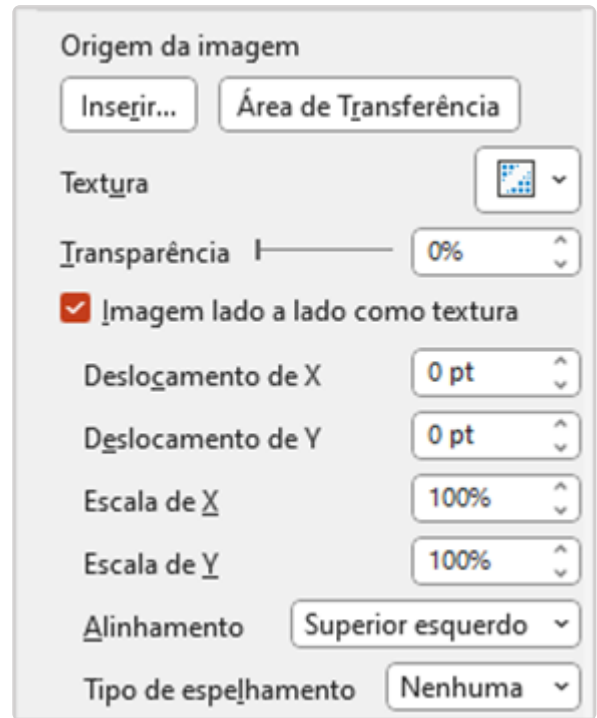 Origem da imagem
Inserir... Área de Transferência
Textura
Transparência 0%
Imagem lado a lado como textura
Deslocamento de X 0 pt
Deslocamento de Y 0 pt
Escala de X 100%
Escala de Y 100%
Alinhamento Superior esquerdo
Tipo de espelhamento Nenhuma